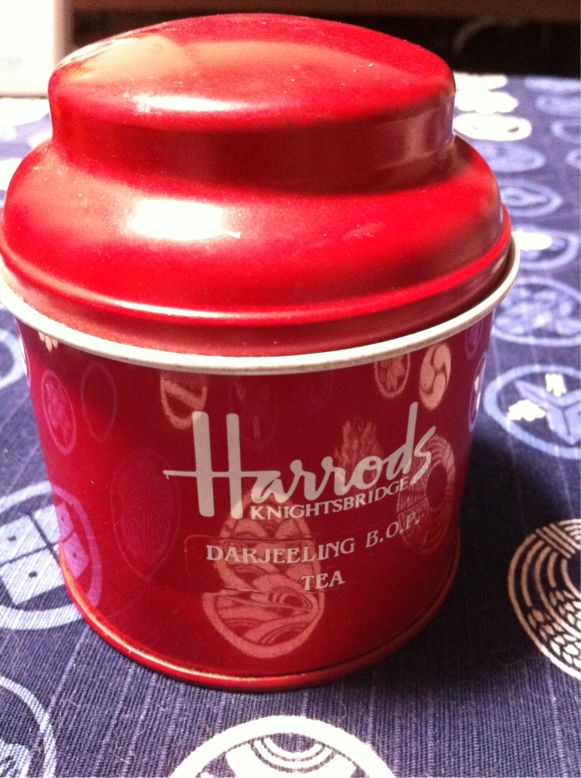 Harrods
KNIGHTSBRIDGE
DARJEELING B.O.P.
TEA